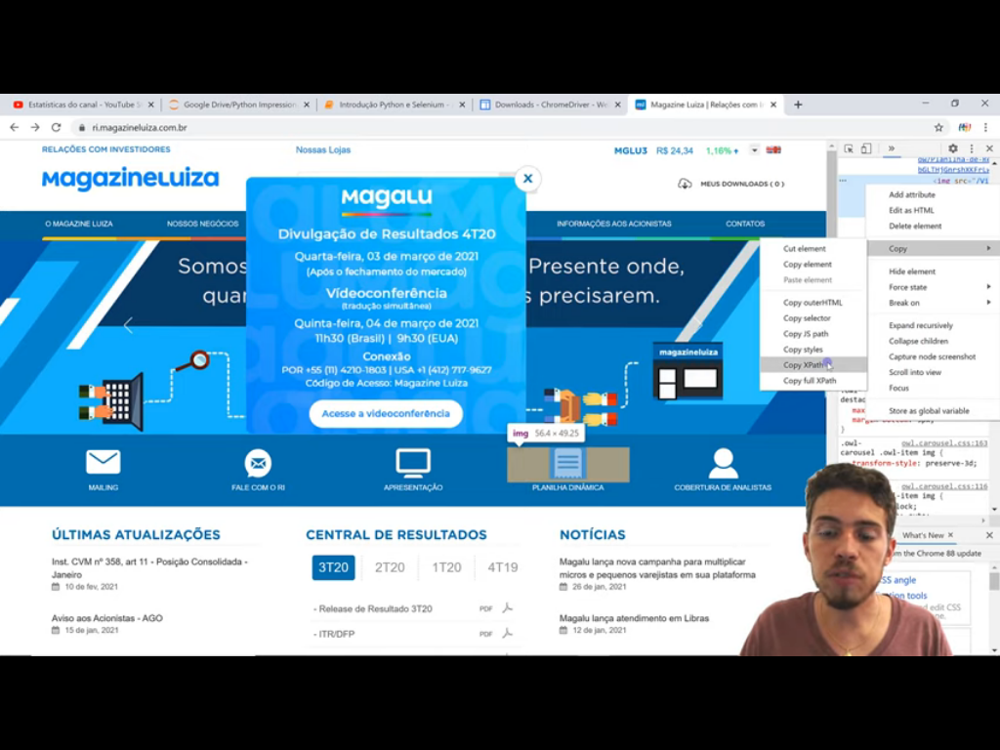 Estatísticas do canal - YouTube S
Google Drive/Python Impression
Introdução Python e Selenium -
Downloads - ChromeDriver - We
Magazine Luiza | Relações com I
ri.magazineluiza.com.br
RELAÇÕES COM INVESTIDORES
Nossas Lojas
MGLU3 R$ 24,34 1,16%
MagazineLuiza
MEUS DOWNLOADS ( 0 )
O MAGAZINE LUIZA
NOSSOS NEGÓCIOS
INFORMAÇÕES AOS ACIONISTAS
CONTATOS
Somos
Presente onde,
quan
s precisarem.
Magalu
Divulgação de Resultados 4T20
Quarta-feira, 03 de março de 2021
(Após o fechamento do mercado)
Vídeoconferência
(tradução simultânea)
Quinta-feira, 04 de março de 2021
11h30 (Brasil) | 9h30 (EUA)
Conexão
POR +55 (11) 4210-1803 | USA +1 (412) 717-9627
Código de Acesso: Magazine Luiza
Acesse a vídeoconferência
magazineluiza
img 56.4 × 49.25
MAILING
FALE COM O RI
APRESENTAÇÃO
PLANILHA DINÂMICA
COBERTURA DE ANALISTAS
ÚLTIMAS ATUALIZAÇÕES
Inst. CVM nº 358, art 11 - Posição Consolidada -
Janeiro
10 de fev, 2021
Aviso aos Acionistas - AGO
15 de jan, 2021
CENTRAL DE RESULTADOS
3T20 2T20 1T20 4T19
- Release de Resultado 3T20 PDF
- ITR/DFP PDF
NOTÍCIAS
Magalu lança nova campanha para multiplicar
micros e pequenos varejistas em sua plataforma
26 de jan, 2021
Magalu lança atendimento em Libras
12 de jan, 2021
<img src="/Vi
Add attribute
Edit as HTML
Delete element
Copy
Hide element
Force state
Break on
Expand recursively
Collapse children
Capture node screenshot
Scroll into view
Focus
Store as global variable
Cut element
Copy element
Paste element
Copy outerHTML
Copy selector
Copy JS path
Copy styles
Copy XPath
Copy full XPath
destac
max
}
.owl- owl.carousel.css:163
carousel .owl-item img {
transform-style: preserve-3d;
}
owl.carousel.css:116
-item img {
lock;
What's New
om the Chrome 88 update
SS angle
tion tools
nd edit CSS